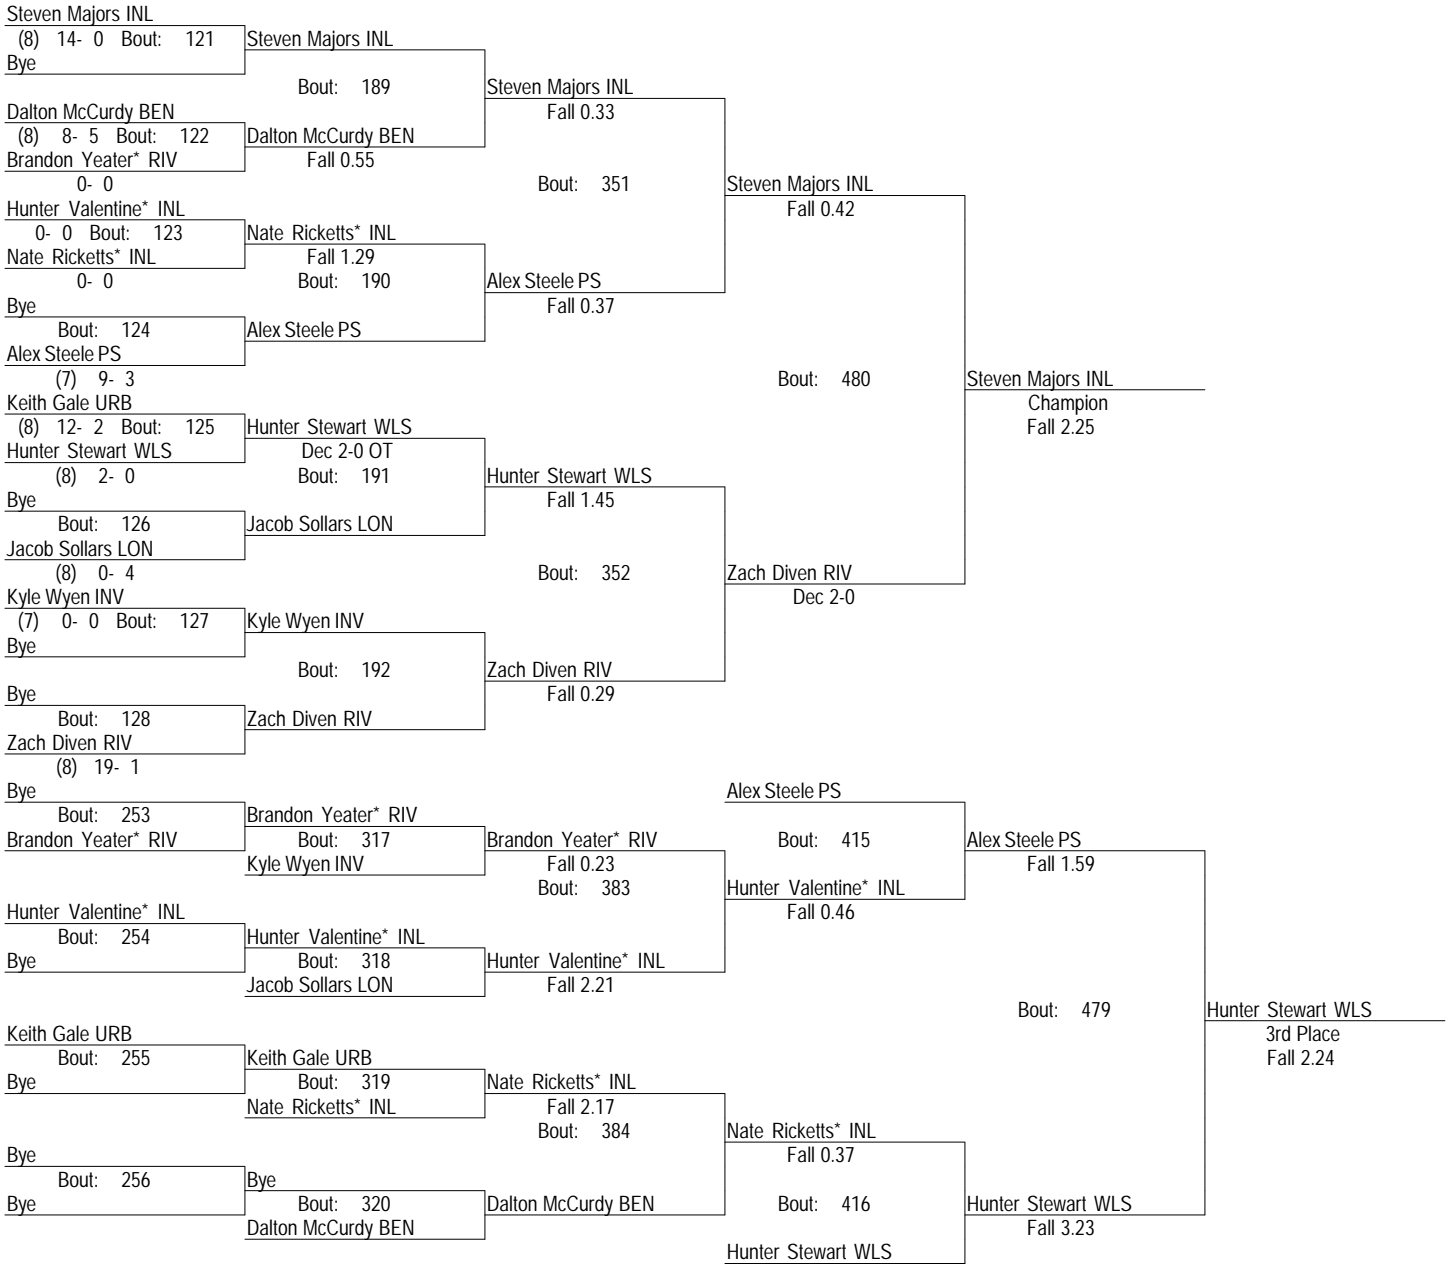 Steven Majors INL
(8) 14- 0 Bout: 121 Steven Majors INL
Bye
Bout: 189 Steven Majors INL
Dalton McCurdy BEN Fall 0.33
(8) 8- 5 Bout: 122 Dalton McCurdy BEN
Brandon Yeater* RIV Fall 0.55
0- 0 Bout: 351 Steven Majors INL
Hunter Valentine* INL Fall 0.42
0- 0 Bout: 123 Nate Ricketts* INL
Nate Ricketts* INL Fall 1.29
0- 0 Bout: 190 Alex Steele PS
Bye Fall 0.37
Bout: 124 Alex Steele PS
Alex Steele PS
(7) 9- 3 Bout: 480 Steven Majors INL
Keith Gale URB Champion
(8) 12- 2 Bout: 125 Hunter Stewart WLS Fall 2.25
Hunter Stewart WLS Dec 2-0 OT
(8) 2- 0 Bout: 191 Hunter Stewart WLS
Bye Fall 1.45
Bout: 126 Jacob Sollars LON
Jacob Sollars LON
(8) 0- 4 Bout: 352 Zach Diven RIV
Kyle Wyen INV Dec 2-0
(7) 0- 0 Bout: 127 Kyle Wyen INV
Bye
Bout: 192 Zach Diven RIV
Bye Fall 0.29
Bout: 128 Zach Diven RIV
Zach Diven RIV
(8) 19- 1
Bye Alex Steele PS
Bout: 253 Brandon Yeater* RIV
Brandon Yeater* RIV Bout: 317 Brandon Yeater* RIV Bout: 415 Alex Steele PS
Kyle Wyen INV Fall 0.23 Fall 1.59
Bout: 383 Hunter Valentine* INL
Hunter Valentine* INL Fall 0.46
Bout: 254 Hunter Valentine* INL
Bye Bout: 318 Hunter Valentine* INL
Jacob Sollars LON Fall 2.21
Bout: 479 Hunter Stewart WLS
Keith Gale URB 3rd Place
Bout: 255 Keith Gale URB Fall 2.24
Bye Bout: 319 Nate Ricketts* INL
Nate Ricketts* INL Fall 2.17
Bout: 384 Nate Ricketts* INL
Bye Fall 0.37
Bout: 256 Bye
Bye Bout: 320 Dalton McCurdy BEN Bout: 416 Hunter Stewart WLS
Dalton McCurdy BEN Fall 3.23
Hunter Stewart WLS